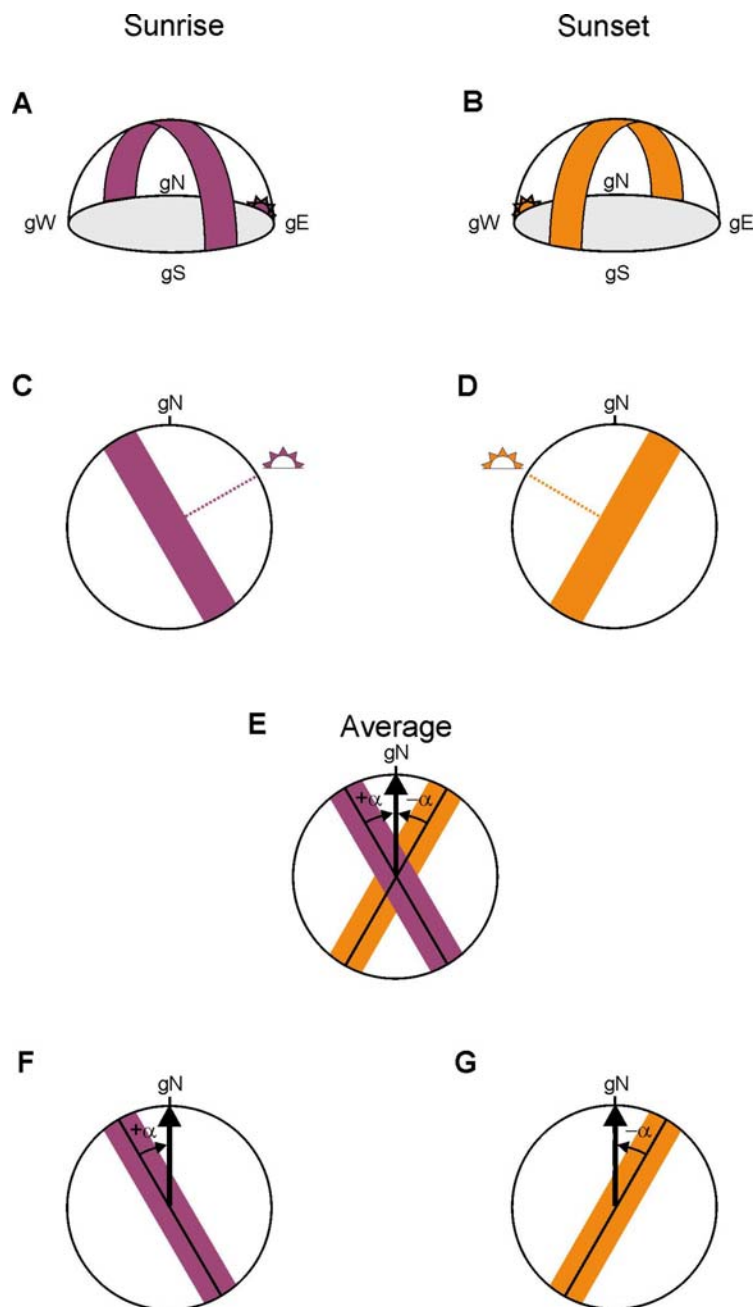 Sunrise Sunset
A B
gN gN
gW gE gW gE
gS gS
C D
gN gN
E Average
gN
+α −α
F G
gN gN
+α −α